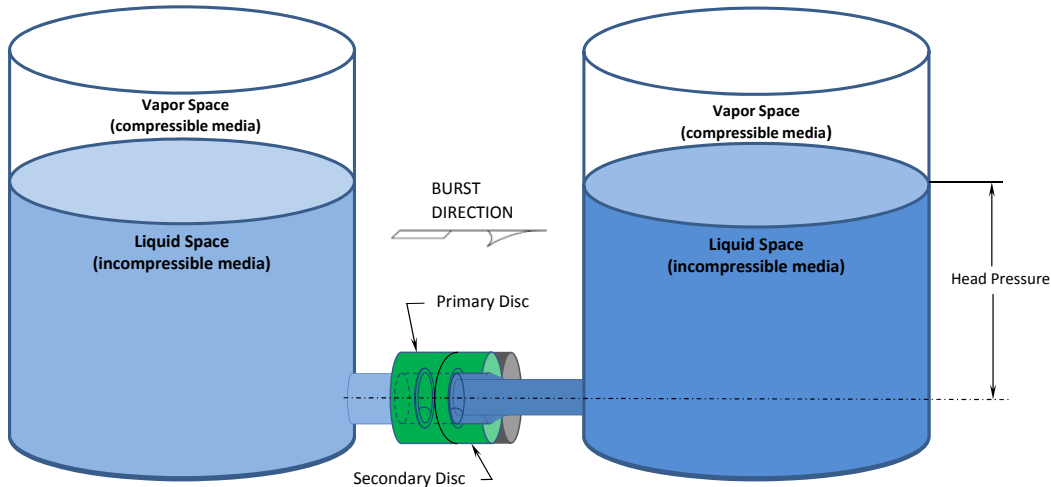 Vapor Space
(compressible media)
Vapor Space
(compressible media)
BURST
DIRECTION
Liquid Space
(incompressible media)
Liquid Space
(incompressible media)
Head Pressure
Primary Disc
Secondary Disc